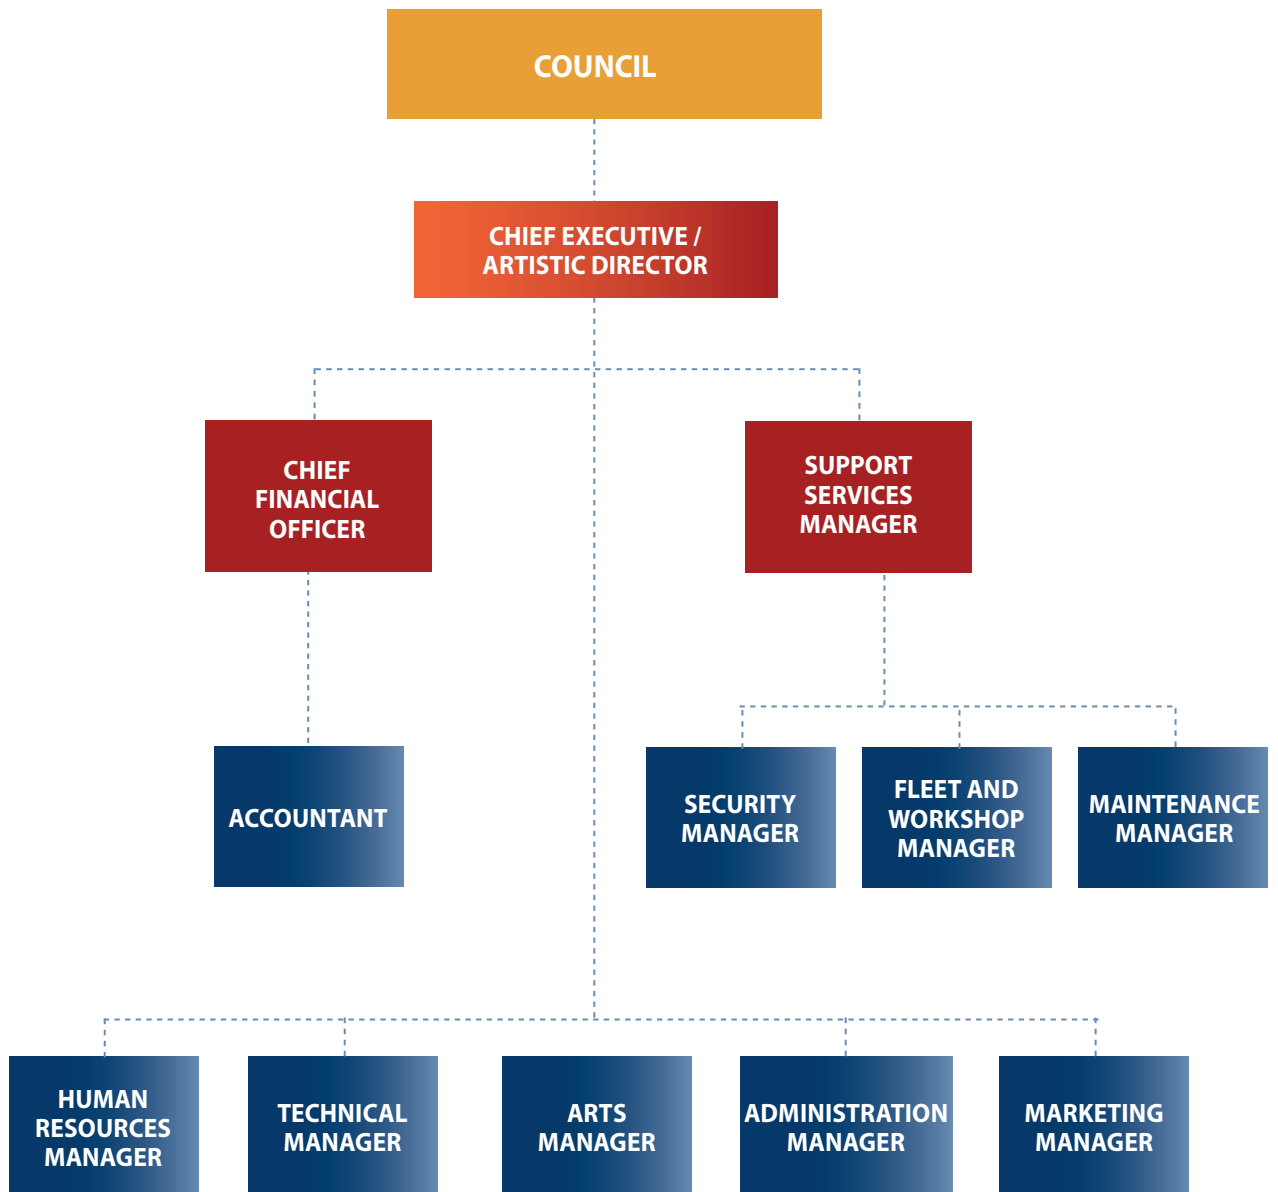 COUNCIL
CHIEF EXECUTIVE /
ARTISTIC DIRECTOR
CHIEF
FINANCIAL
OFFICER
SUPPORT
SERVICES
MANAGER
ACCOUNTANT
SECURITY
MANAGER
FLEET AND
WORKSHOP
MANAGER
MAINTENANCE
MANAGER
HUMAN
RESOURCES
MANAGER
TECHNICAL
MANAGER
ARTS
MANAGER
ADMINISTRATION
MANAGER
MARKETING
MANAGER